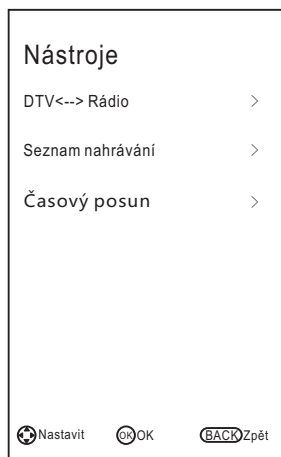 Nástroje
DTV<--> Rádio >
Seznam nahrávání >
Časový posun >
Nastavit OK OK BACK Zpět